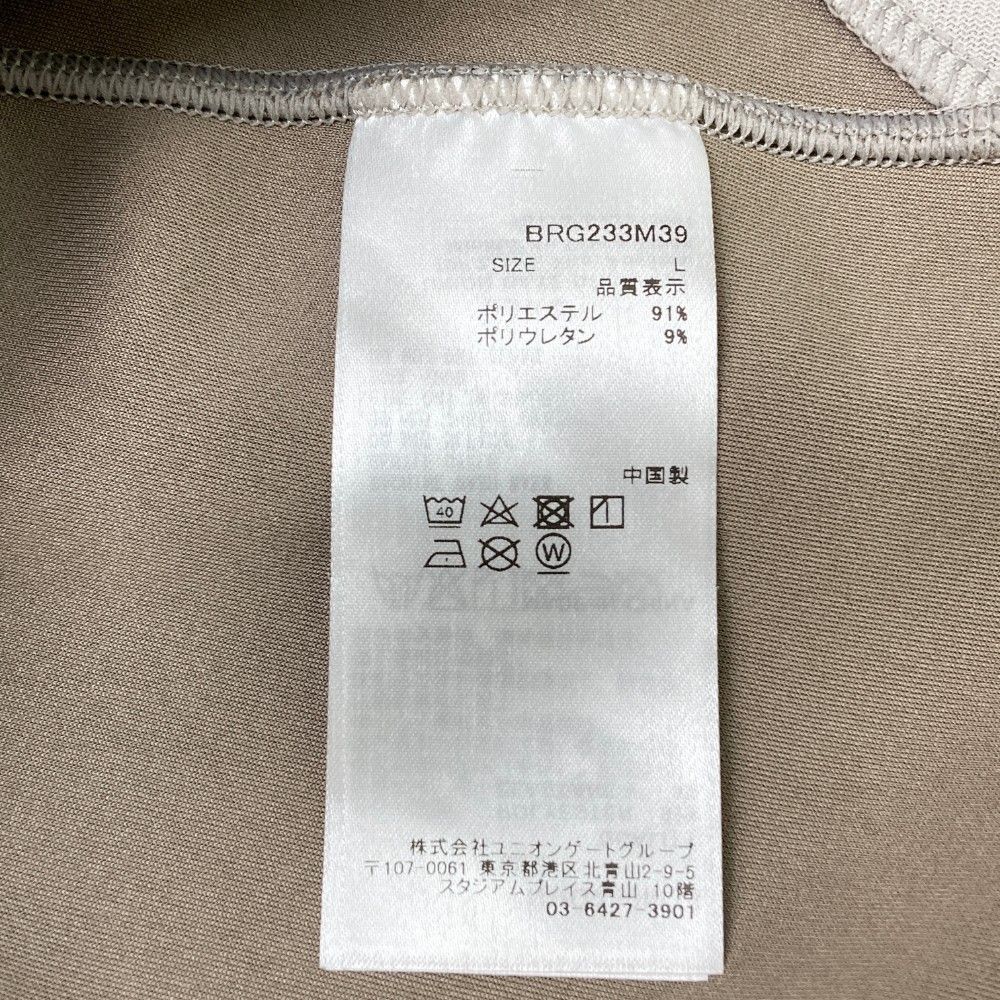 BRG233M39
SIZE L
品質表示
ポリエステル 91%
ポリウレタン 9%
中国製
40
W
株式会社ユニオンゲートグループ
〒107-0061 東京都港区北青山2-9-5
スタジアムプレイス青山 10階
03-6427-3901